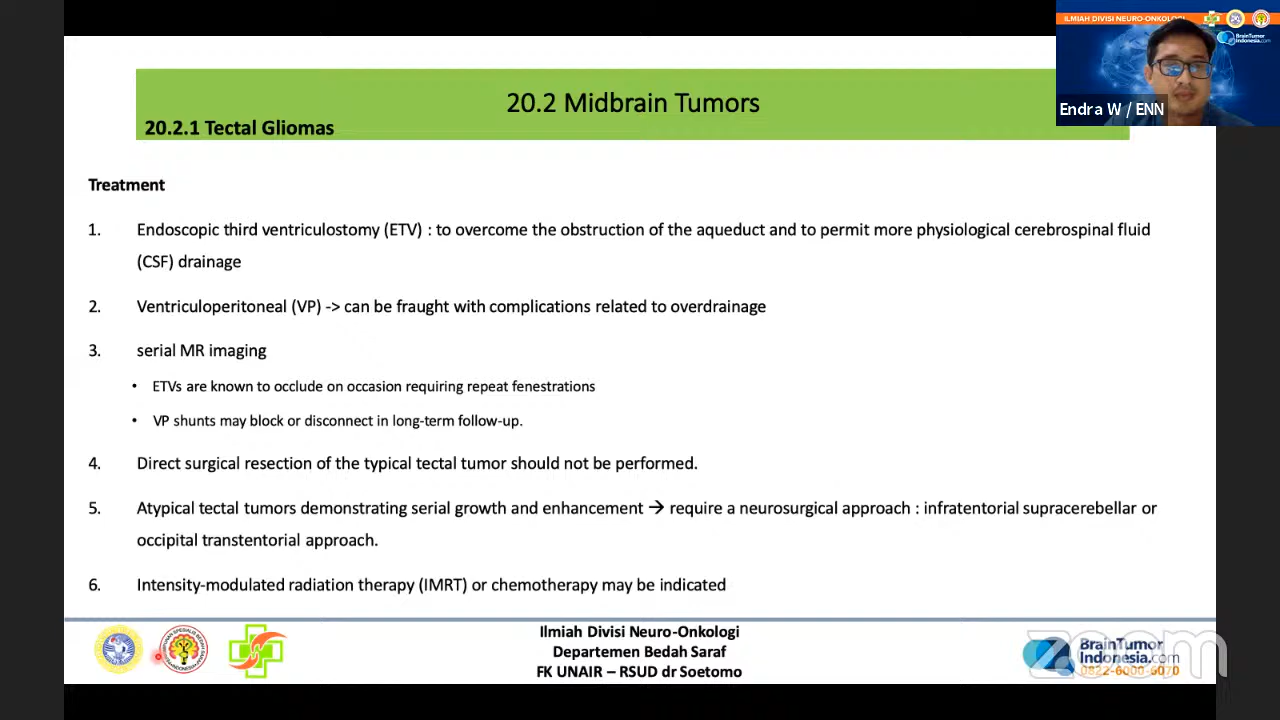 ILMIAH DIVISI NEURO-ONKOLOGI
BrainTumor
Indonesia.com
Endra W / ENN
20.2 Midbrain Tumors
20.2.1 Tectal Gliomas
Treatment
1. Endoscopic third ventriculostomy (ETV) : to overcome the obstruction of the aqueduct and to permit more physiological cerebrospinal fluid
(CSF) drainage
2. Ventriculoperitoneal (VP) -> can be fraught with complications related to overdrainage
3. serial MR imaging
• ETVs are known to occlude on occasion requiring repeat fenestrations
• VP shunts may block or disconnect in long-term follow-up.
4. Direct surgical resection of the typical tectal tumor should not be performed.
5. Atypical tectal tumors demonstrating serial growth and enhancement → require a neurosurgical approach : infratentorial supracerebellar or
occipital transtentorial approach.
6. Intensity-modulated radiation therapy (IMRT) or chemotherapy may be indicated
Ilmiah Divisi Neuro-Onkologi
Departemen Bedah Saraf
FK UNAIR – RSUD dr Soetomo
BrainTumor
Indonesia.com
0822-6000-6070
zoom